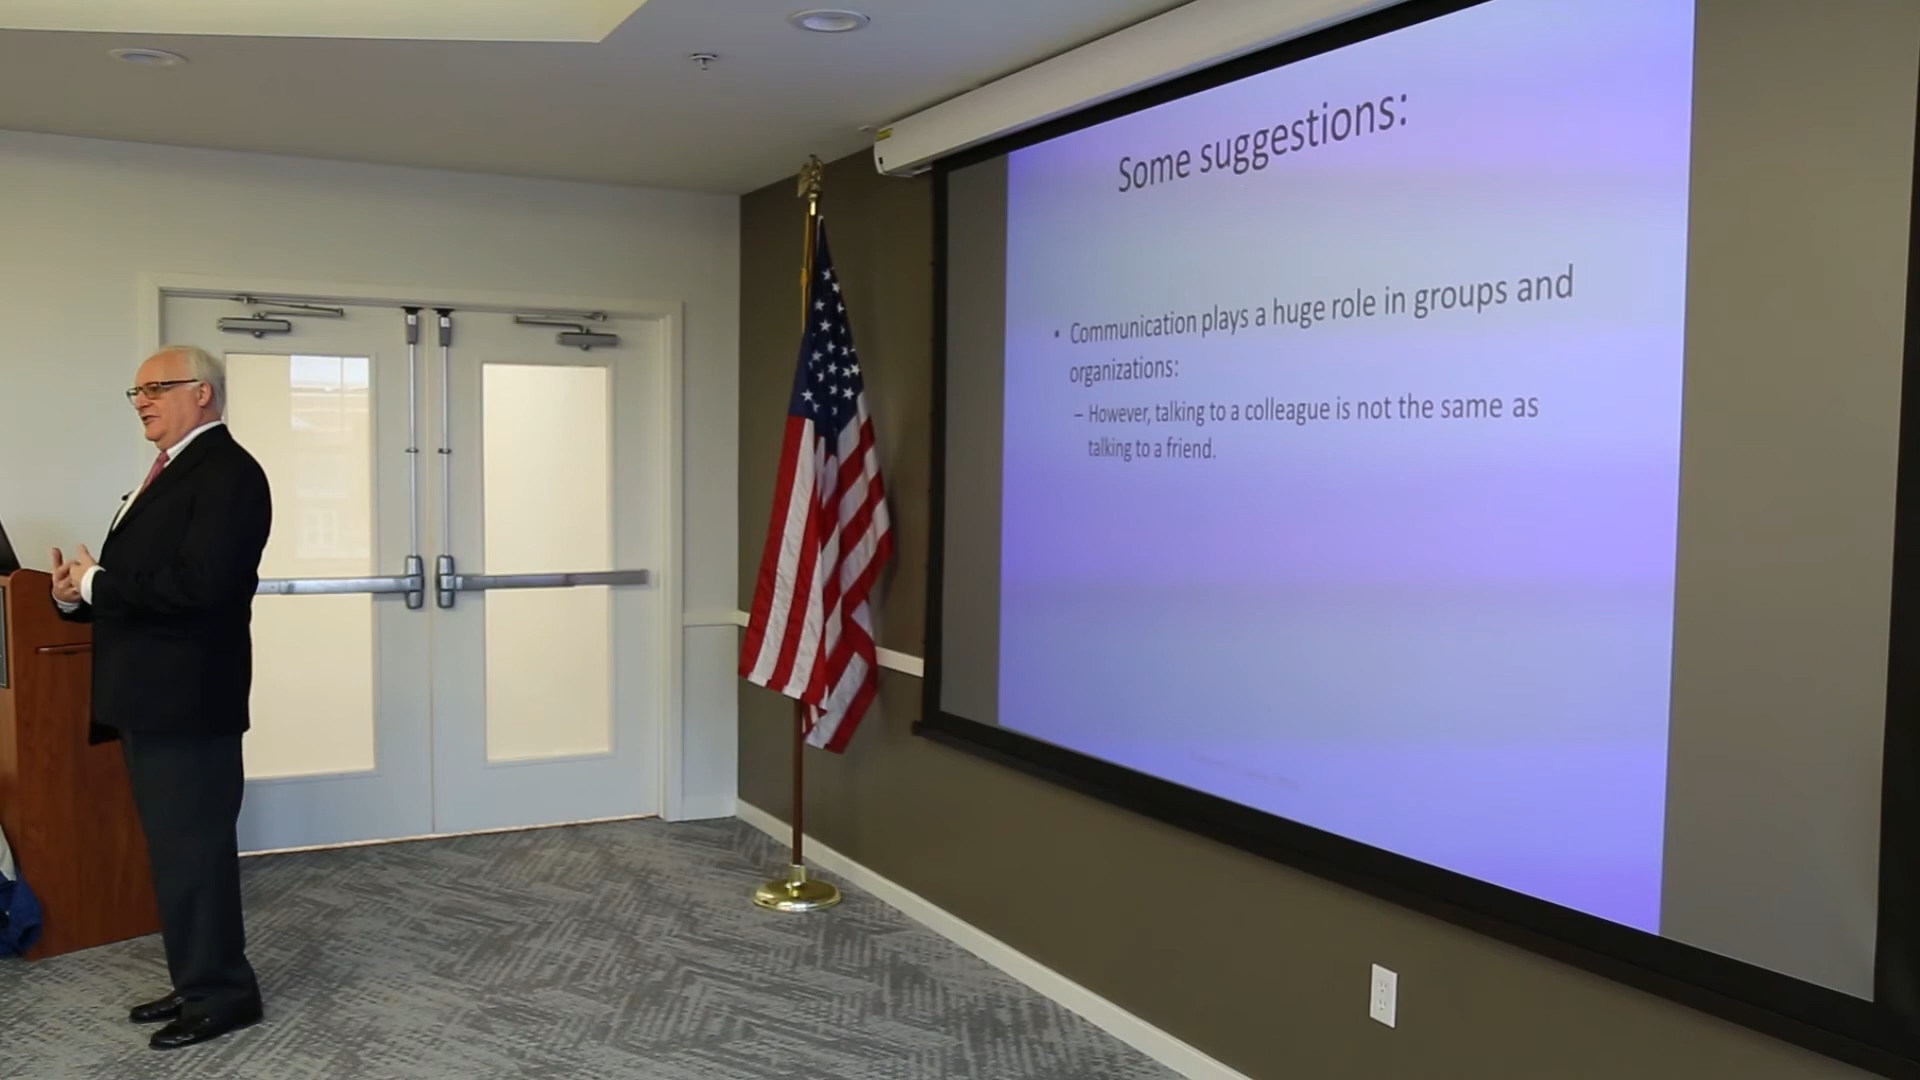 Some suggestions:
• Communication plays a huge role in groups and
organizations:
– However, talking to a colleague is not the same as
talking to a friend.